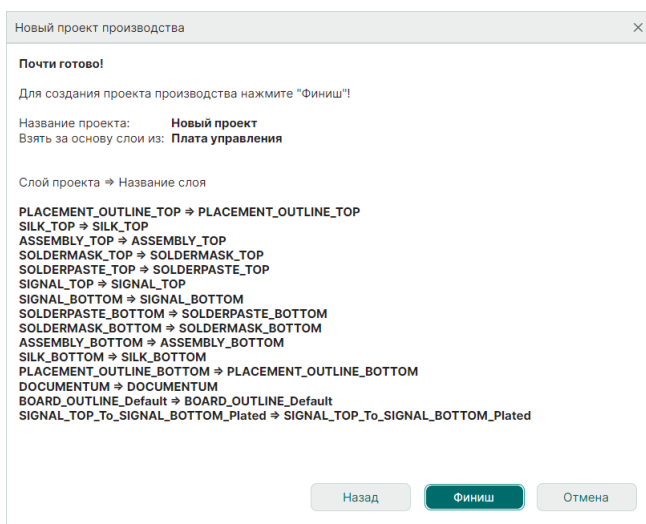 Новый проект производства
Почти готово!
Для создания проекта производства нажмите "Финиш"!
Название проекта: Новый проект
Взять за основу слои из: Плата управления
Слой проекта ⇒ Название слоя
PLACEMENT_OUTLINE_TOP ⇒ PLACEMENT_OUTLINE_TOP
SILK_TOP ⇒ SILK_TOP
ASSEMBLY_TOP ⇒ ASSEMBLY_TOP
SOLDERMASK_TOP ⇒ SOLDERMASK_TOP
SOLDERPASTE_TOP ⇒ SOLDERPASTE_TOP
SIGNAL_TOP ⇒ SIGNAL_TOP
SIGNAL_BOTTOM ⇒ SIGNAL_BOTTOM
SOLDERPASTE_BOTTOM ⇒ SOLDERPASTE_BOTTOM
SOLDERMASK_BOTTOM ⇒ SOLDERMASK_BOTTOM
ASSEMBLY_BOTTOM ⇒ ASSEMBLY_BOTTOM
SILK_BOTTOM ⇒ SILK_BOTTOM
PLACEMENT_OUTLINE_BOTTOM ⇒ PLACEMENT_OUTLINE_BOTTOM
DOCUMENTUM ⇒ DOCUMENTUM
BOARD_OUTLINE_Default ⇒ BOARD_OUTLINE_Default
SIGNAL_TOP_To_SIGNAL_BOTTOM_Plated ⇒ SIGNAL_TOP_To_SIGNAL_BOTTOM_Plated
Назад Финиш Отмена